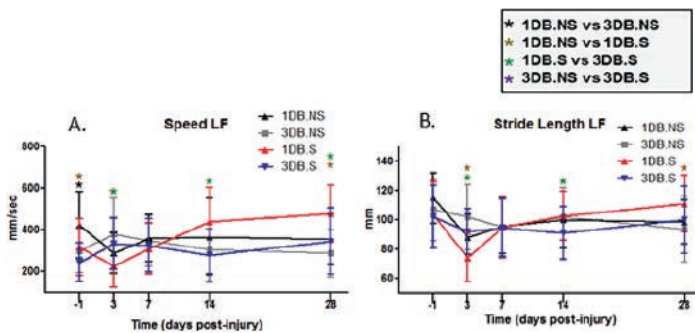 * 1DB.NS vs 3DB.NS
* 1DB.NS vs 1DB.S
* 1DB.S vs 3DB.S
* 3DB.NS vs 3DB.S
A.
Speed LF
1DB.NS
3DB.NS
1DB.S
3DB.S
mm/sec
800
600
400
200
-1
3
7
14
28
Time (days post-injury)
B.
Stride Length LF
1DB.NS
3DB.NS
1DB.S
3DB.S
mm
140
120
100
80
60
-1
3
7
14
28
Time (days post-injury)